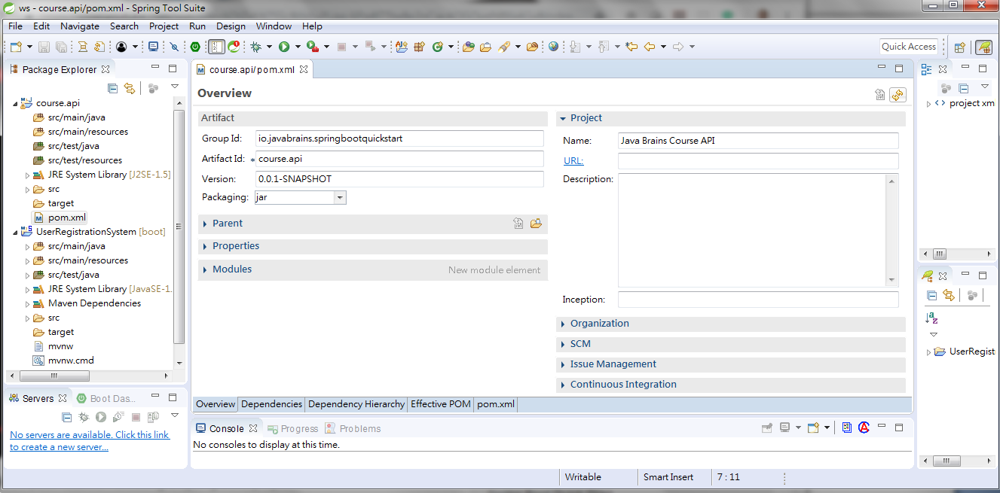 ws - course.api/pom.xml - Spring Tool Suite
File Edit Navigate Search Project Run Design Window Help
Quick Access
Package Explorer
course.api
src/main/java
src/main/resources
src/test/java
src/test/resources
JRE System Library [J2SE-1.5]
src
target
pom.xml
UserRegistrationSystem [boot]
src/main/java
src/main/resources
src/test/java
JRE System Library [JavaSE-1.
Maven Dependencies
src
target
mvnw
mvnw.cmd
Servers Boot Das...
No servers are available. Click this link
to create a new server...
course.api/pom.xml
Overview
Artifact
Group Id: io.javabrains.springbootquickstart
Artifact Id: * course.api
Version: 0.0.1-SNAPSHOT
Packaging: jar
Parent
Properties
Modules New module element
Project
Name: Java Brains Course API
URL:
Description:
Inception:
Organization
SCM
Issue Management
Continuous Integration
Overview Dependencies Dependency Hierarchy Effective POM pom.xml
Console Progress Problems
No consoles to display at this time.
project xm
UserRegist
Writable Smart Insert 7 : 11